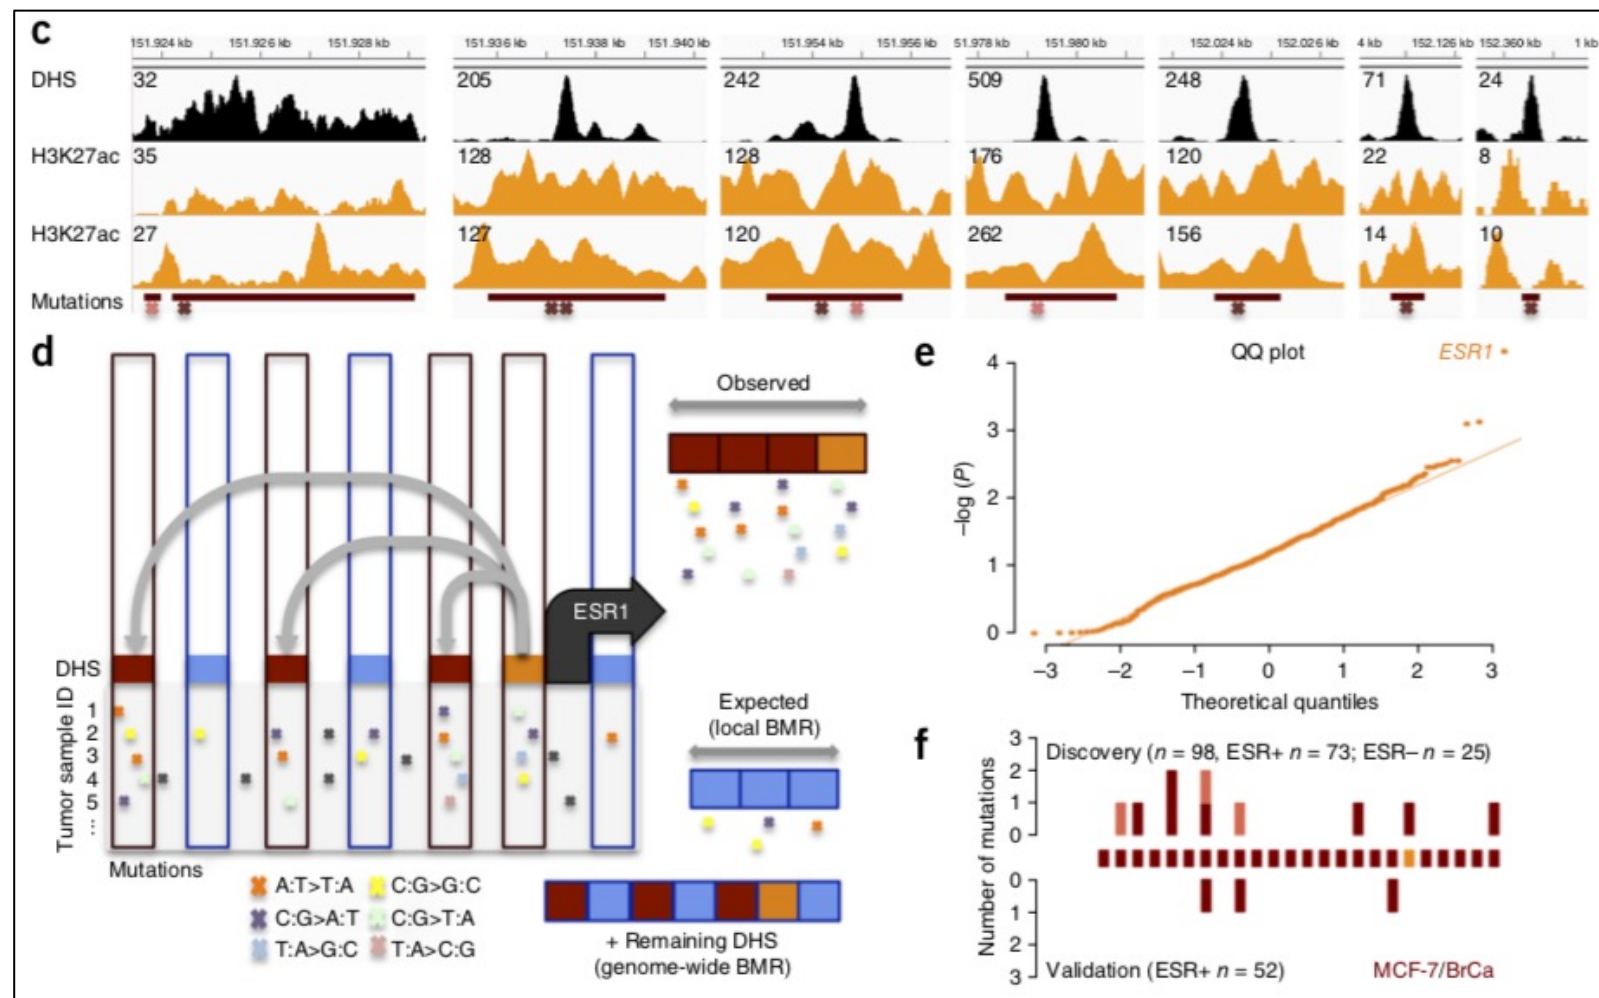 c
151.924 kb 151.926 kb 151.928 kb 151.936 kb 151.938 kb 151.940 kb 151.954 kb 151.956 kb 51.978 kb 151.980 kb 152.024 kb 152.026 kb 4 kb 152.126 kb 152.360 kb 1 kb
DHS 32 205 242 509 248 71 24
H3K27ac 35 128 128 176 120 22 8
H3K27ac 27 127 120 262 156 14 10
Mutations
d
Observed
ESR1
DHS
Tumor sample ID
1
2
3
4
5
...
Mutations
Expected
(local BMR)
A:T>T:A C:G>G:C
C:G>A:T C:G>T:A
T:A>G:C T:A>C:G
+ Remaining DHS
(genome-wide BMR)
e
QQ plot
ESR1
–log (P)
4
3
2
1
0
–3 –2 –1 0 1 2 3
Theoretical quantiles
f
Number of mutations
3
2
1
0
Discovery (n = 98, ESR+ n = 73; ESR– n = 25)
0
1
2
3
Validation (ESR+ n = 52)
MCF-7/BrCa